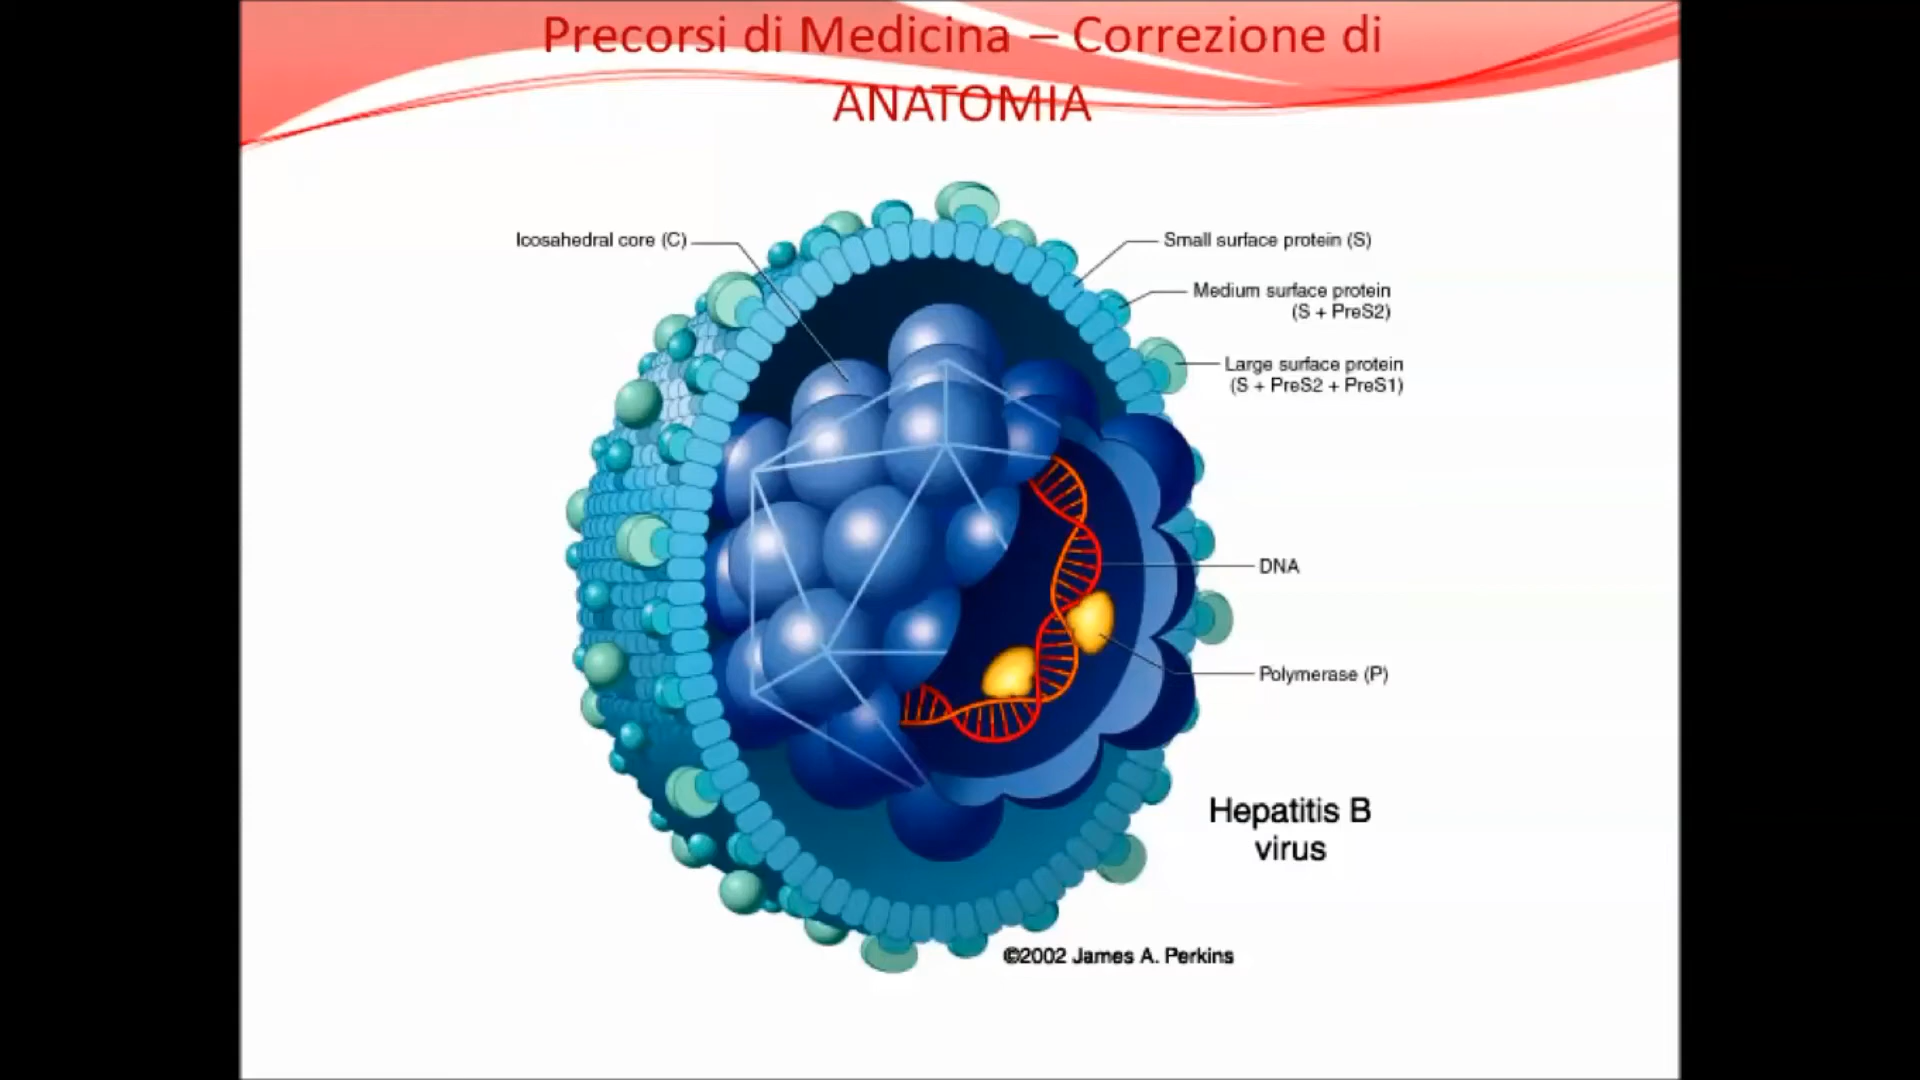 Precorsi di Medicina – Correzione di
ANATOMIA
Icosahedral core (C)
Small surface protein (S)
Medium surface protein
(S + PreS2)
Large surface protein
(S + PreS2 + PreS1)
DNA
Polymerase (P)
Hepatitis B
virus
©2002 James A. Perkins